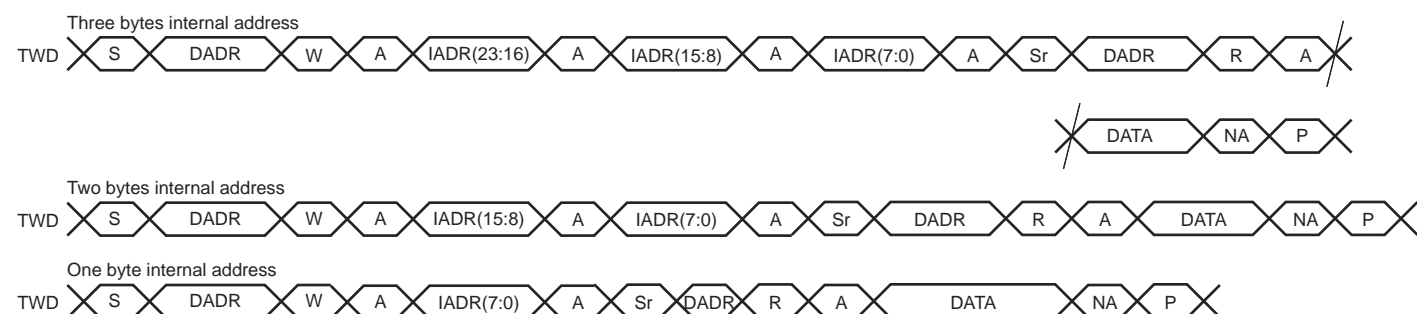 Three bytes internal address
TWD S DADR W A IADR(23:16) A IADR(15:8) A IADR(7:0) A Sr DADR R A
DATA NA P
Two bytes internal address
TWD S DADR W A IADR(15:8) A IADR(7:0) A Sr DADR R A DATA NA P
One byte internal address
TWD S DADR W A IADR(7:0) A Sr DADR R A DATA NA P